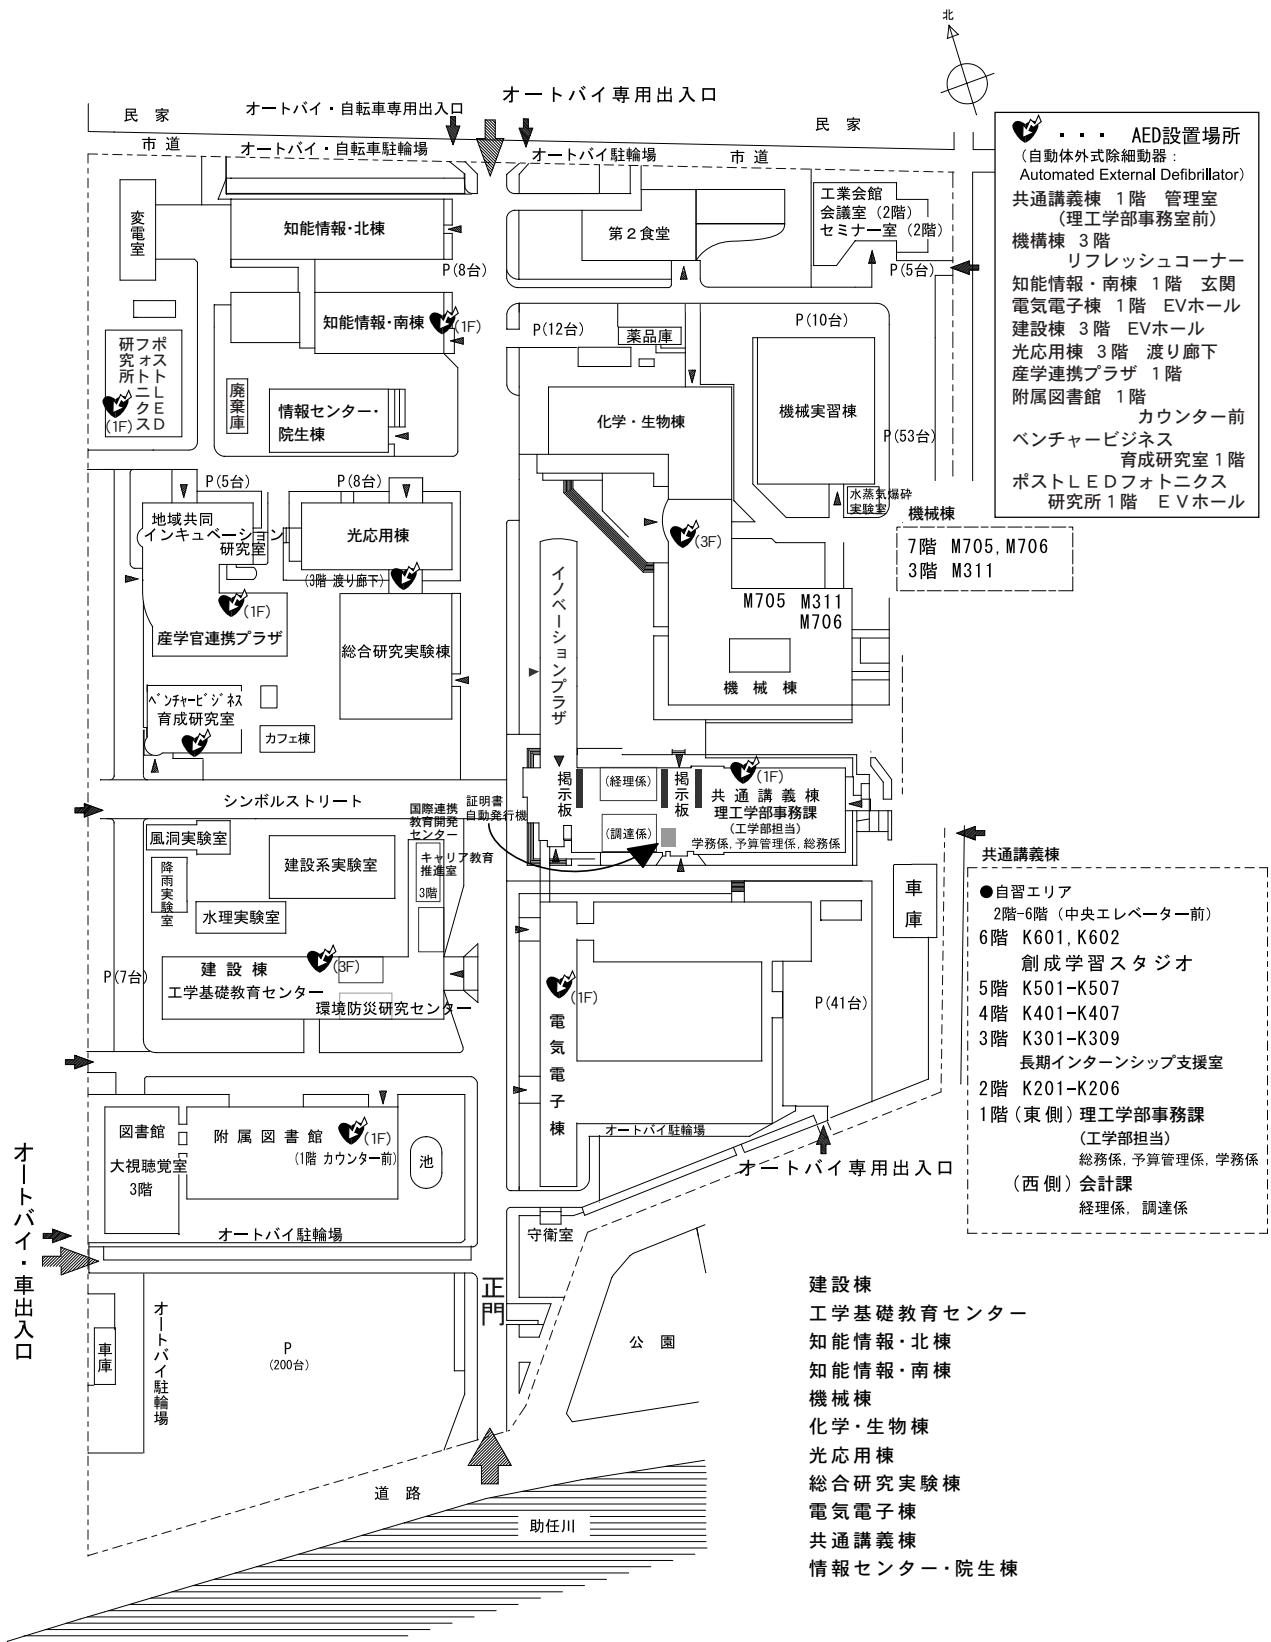 北
オートバイ専用出入口
オートバイ・自転車専用出入口
民　家
民　家
市 道
オートバイ・自転車駐輪場
オートバイ駐輪場
市 道
・・・ AED設置場所
（自動体外式除細動器：
Automated External Defibrillator）
共通講義棟 1階 管理室
（理工学部事務室前）
機構棟 3階
リフレッシュコーナー
知能情報・南棟 1階 玄関
電気電子棟 1階 EVホール
建設棟 3階 EVホール
光応用棟 3階 渡り廊下
産学連携プラザ 1階
附属図書館 1階
カウンター前
ベンチャービジネス
育成研究室1階
ポストLEDフォトニクス
研究所1階 EVホール
変電室
知能情報・北棟
P(8台)
第2食堂
工業会館
会議室（2階）
セミナー室（2階）
P(5台)
知能情報・南棟
(1F)
P(12台)
薬品庫
P(10台)
ポストLED
フォトニクス
研究所
(1F)
廃棄庫
情報センター・
院生棟
化学・生物棟
機械実習棟
P(53台)
P(5台)
P(8台)
水蒸気爆砕
実験室
地域共同
インキュベーション
研究室
光応用棟
(3階 渡り廊下)
(3F)
機械棟
7階 M705, M706
3階 M311
イノベーションプラザ
M705 M311
M706
(1F)
産学官連携プラザ
総合研究実験棟
機 械 棟
ベンチャービジネス
育成研究室
カフェ棟
掲示板
(経理係)
掲示板
(1F)
共 通 講 義 棟
理工学部事務課
(工学部担当)
学務係, 予算管理係, 総務係
(調達係)
シンボルストリート
国際連携
教育開発
センター
証明書
自動発行機
風洞実験室
建設系実験室
キャリア教育
推進室
3階
降雨実験室
水理実験室
車庫
共通講義棟
●自習エリア
2階-6階（中央エレベーター前）
6階 K601, K602
創成学習スタジオ
5階 K501-K507
4階 K401-K407
3階 K301-K309
長期インターンシップ支援室
2階 K201-K206
1階（東側）理工学部事務課
(工学部担当)
総務係, 予算管理係, 学務係
（西側）会計課
経理係, 調達係
P(7台)
建 設 棟
(3F)
工学基礎教育センター
環境防災研究センター
(1F)
電気電子棟
P(41台)
図書館
大視聴覚室
3階
附 属 図 書 館
(1F)
(1階 カウンター前)
池
オートバイ駐輪場
オートバイ専用出入口
オートバイ・車出入口
オートバイ駐輪場
守衛室
正門
車庫
オートバイ駐輪場
P
(200台)
公　園
道　路
助任川
建設棟
工学基礎教育センター
知能情報・北棟
知能情報・南棟
機械棟
化学・生物棟
光応用棟
総合研究実験棟
電気電子棟
共通講義棟
情報センター・院生棟